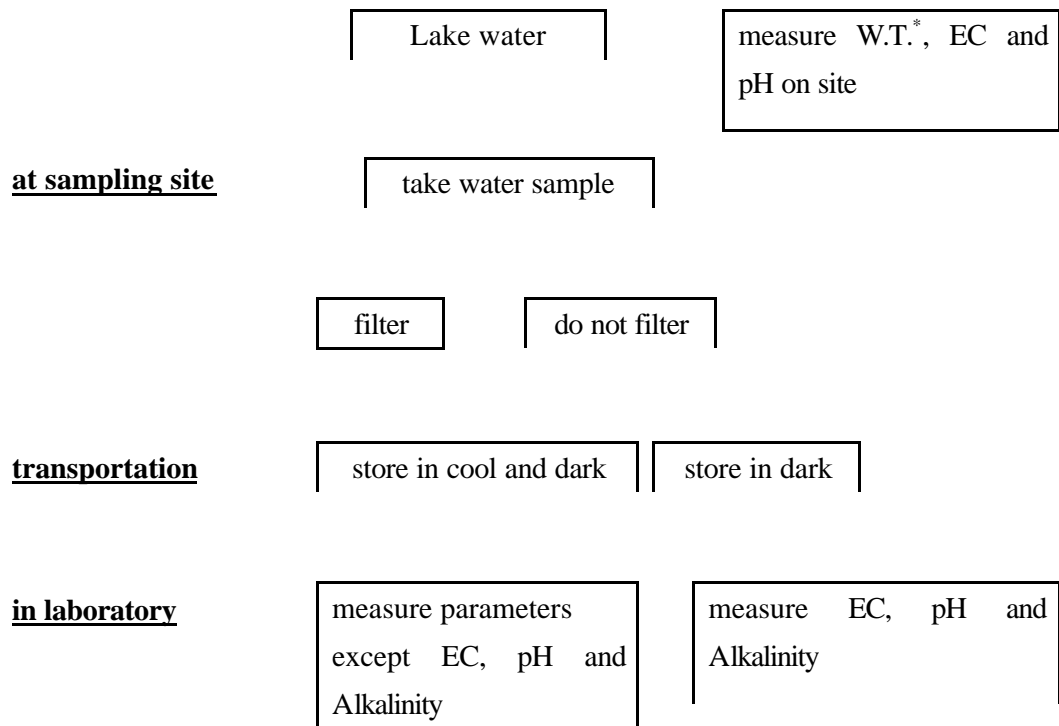 Lake water
measure W.T.*, EC and
pH on site
at sampling site
take water sample
filter
do not filter
transportation
store in cool and dark
store in dark
in laboratory
measure parameters
except EC, pH and
Alkalinity
measure EC, pH and
Alkalinity